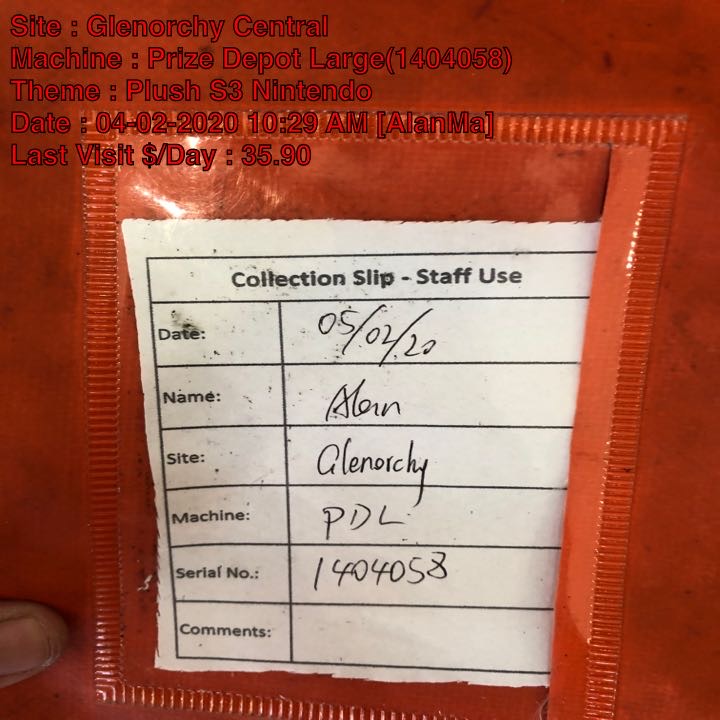 Site : Glenorchy Central
Machine : Prize Depot Large(1404058)
Theme : Plush S3 Nintendo
Date : 04-02-2020 10:29 AM [AlanMa]
Last Visit $/Day : 35.90
Collection Slip - Staff Use
Date: 05/02/20
Name: Alan
Site: Glenorchy
Machine: PDL
Serial No.: 1404058
Comments: